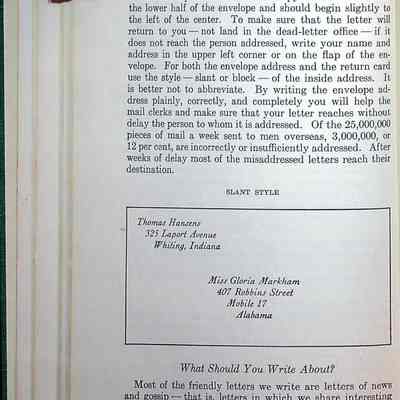 the lower half of the envelope and should begin slightly to
the left of the center. To make sure that the letter will
return to you — not land in the dead-letter office — if it
does not reach the person addressed, write your name and
address in the upper left corner or on the flap of the en-
velope. For both the envelope address and the return card
use the style — slant or block — of the inside address. It
is better not to abbreviate. By writing the envelope ad-
dress plainly, correctly, and completely you will help the
mail clerks and make sure that your letter reaches without
delay the person to whom it is addressed. Of the 25,000,000
pieces of mail a week sent to men overseas, 3,000,000, or
12 per cent, are incorrectly or insufficiently addressed. After
weeks of delay most of the misaddressed letters reach their
destination.
SLANT STYLE
Thomas Hansens
325 Laport Avenue
Whiting, Indiana
Miss Gloria Markham
407 Robbins Street
Mobile 17
Alabama
What Should You Write About?
Most of the friendly letters we write are letters of news
and gossip — that is, letters in which we share interesting